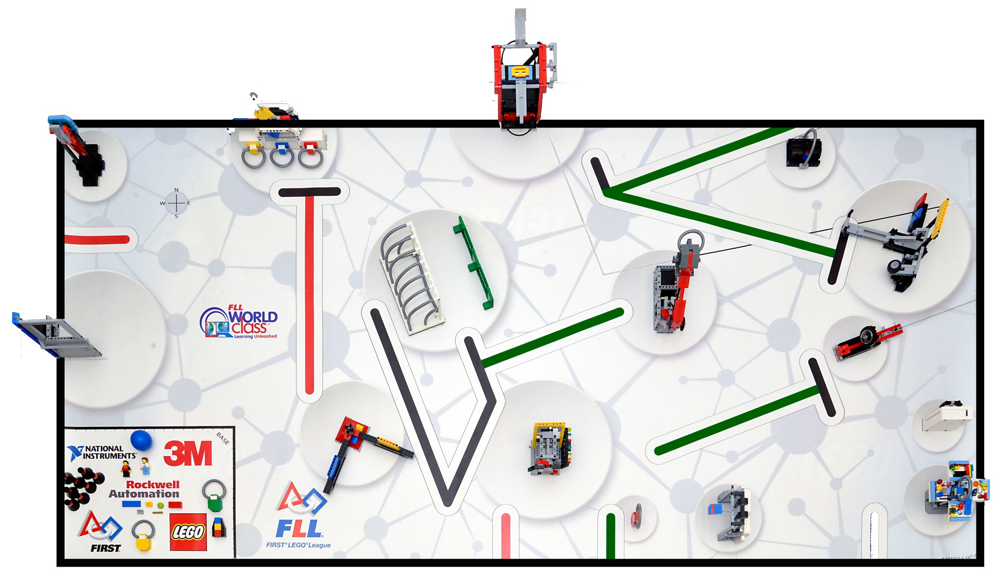 N
W E
S
FLL
WORLD
Class
Learning Unleashed
BASE
NATIONAL
INSTRUMENTS
3M
Rockwell
Automation
FIRST
LEGO
FLL
FIRST LEGO League